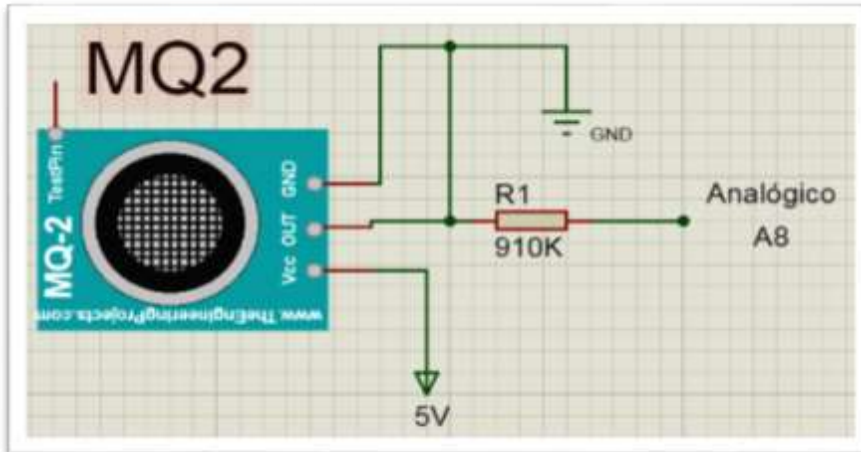 MQ2
TestPin
MQ-2
GND
OUT
Vcc
www.TheEngineeringProjects.com
GND
R1
910K
Analógico
A8
5V